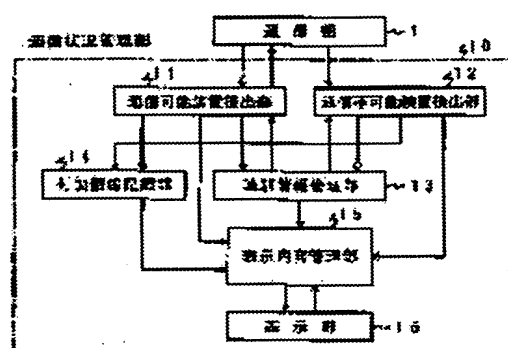 通信状況管理部
通信部
1
10
11
通信可能装置検出部
12
通信不可能装置検出部
14
13
15
表示内容管理部
表示部
16